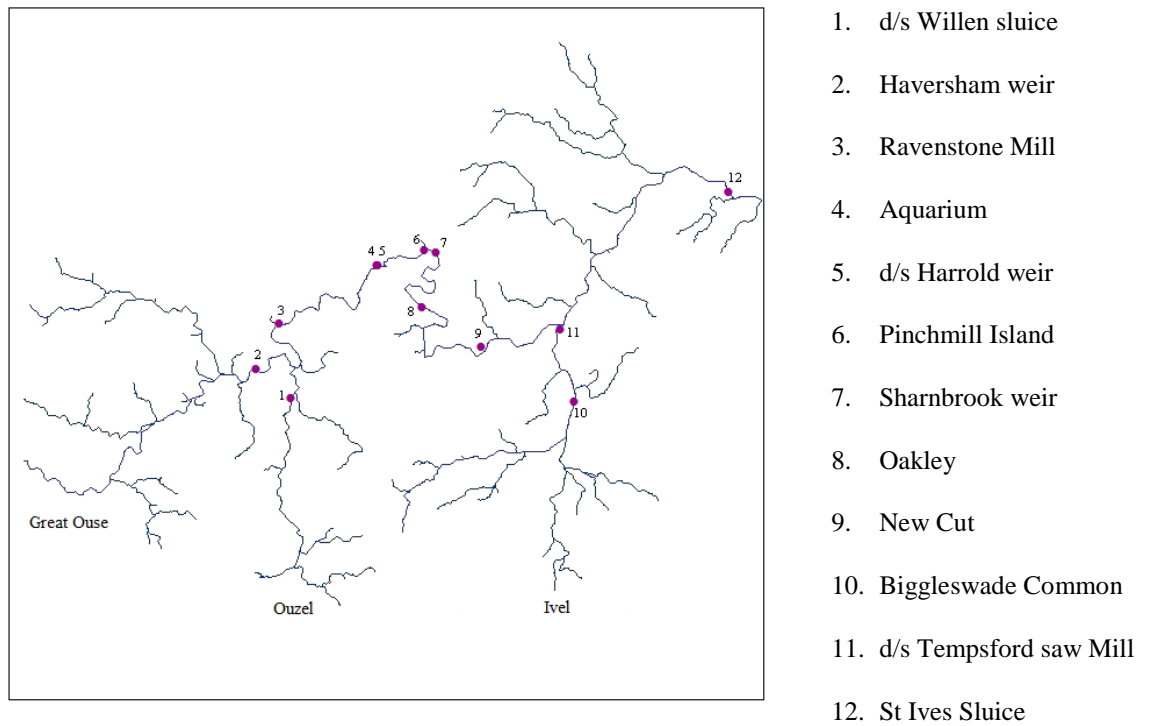 12
6
7
4 5
3
8
9
11
2
1
10
Great Ouse
Ouzel
Ivel
1. d/s Willen sluice
2. Haversham weir
3. Ravenstone Mill
4. Aquarium
5. d/s Harrold weir
6. Pinchmill Island
7. Sharnbrook weir
8. Oakley
9. New Cut
10. Biggleswade Common
11. d/s Tempsford saw Mill
12. St Ives Sluice